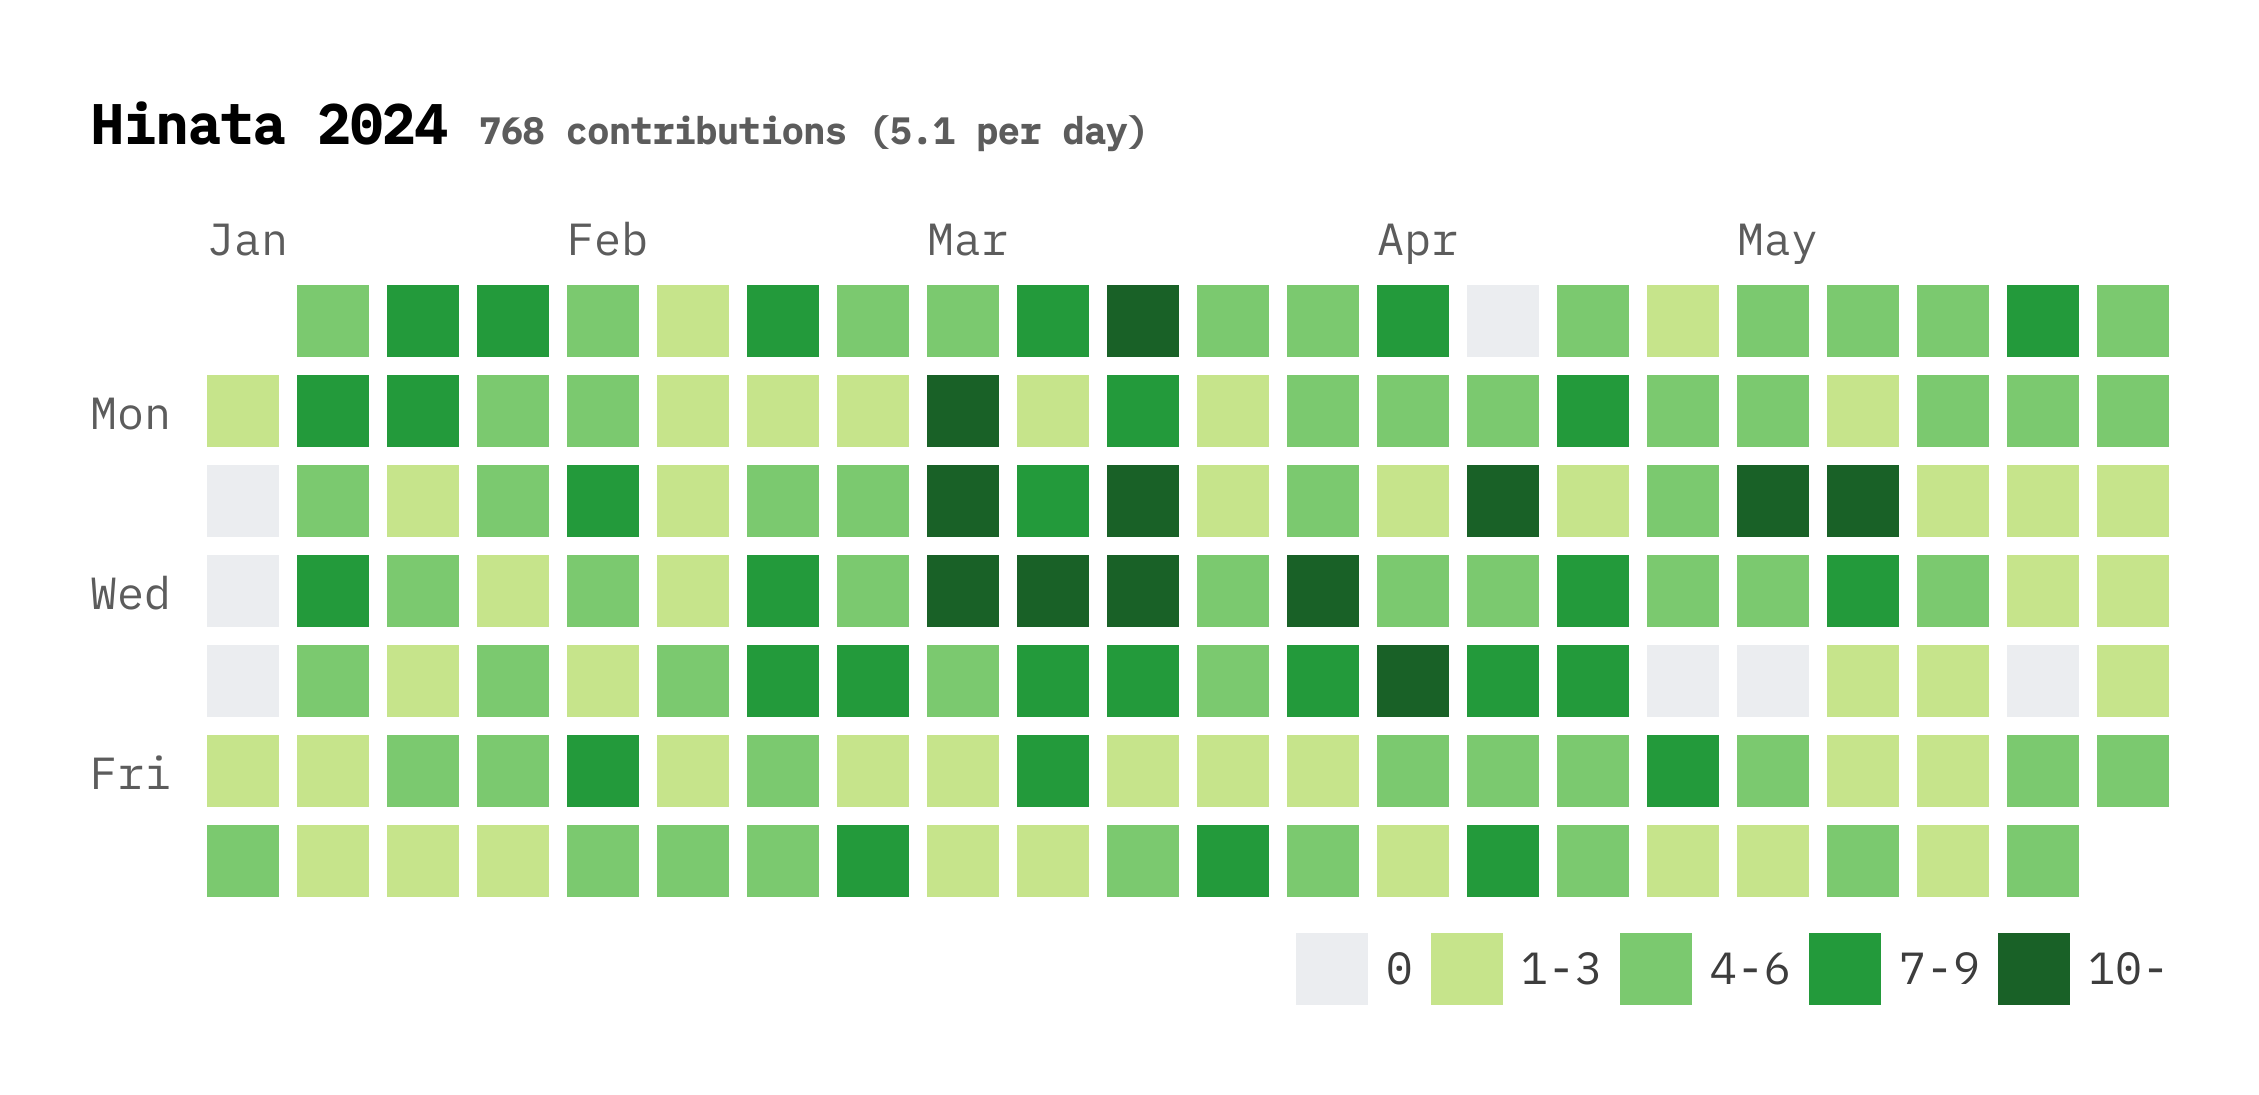 Hinata 2024 768 contributions (5.1 per day)
Jan Feb Mar Apr May
Mon
Wed
Fri
0 1-3 4-6 7-9 10-